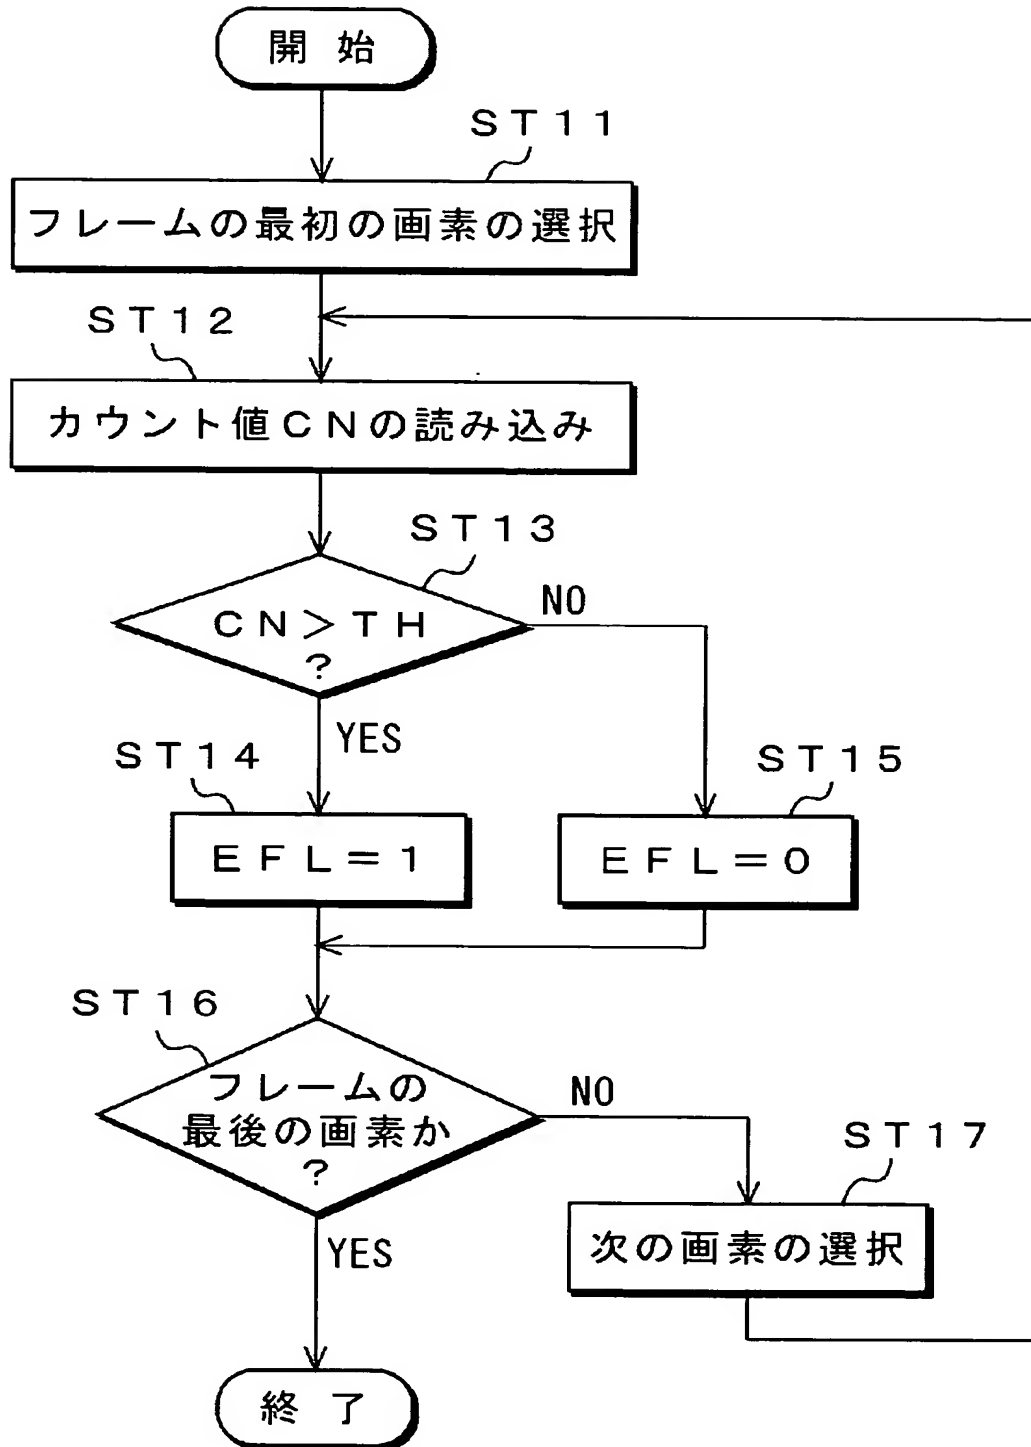 開始
ST11
フレームの最初の画素の選択
ST12
カウント値CNの読み込み
ST13
CN>TH
?
NO
YES
ST14
EFL=1
ST15
EFL=0
ST16
フレームの
最後の画素か
?
NO
YES
ST17
次の画素の選択
終了